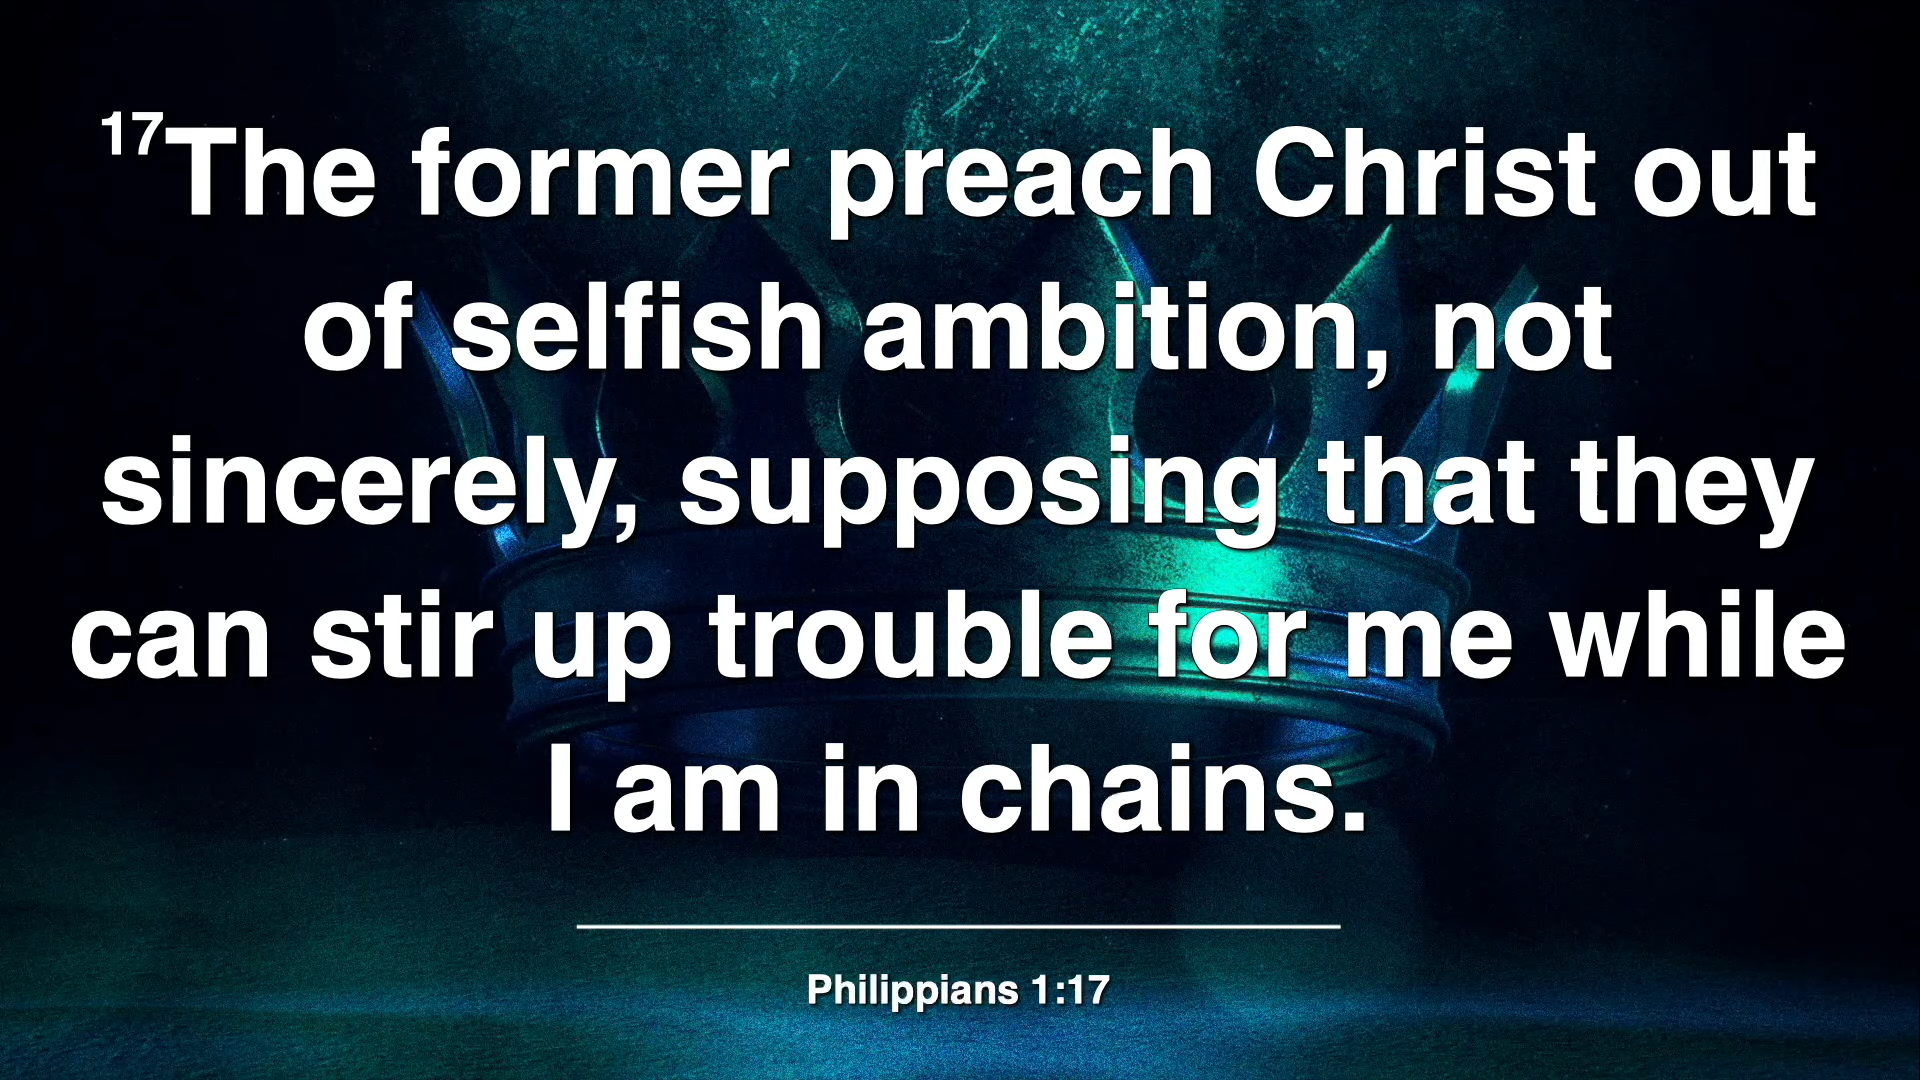 17The former preach Christ out
of selfish ambition, not
sincerely, supposing that they
can stir up trouble for me while
I am in chains.
Philippians 1:17